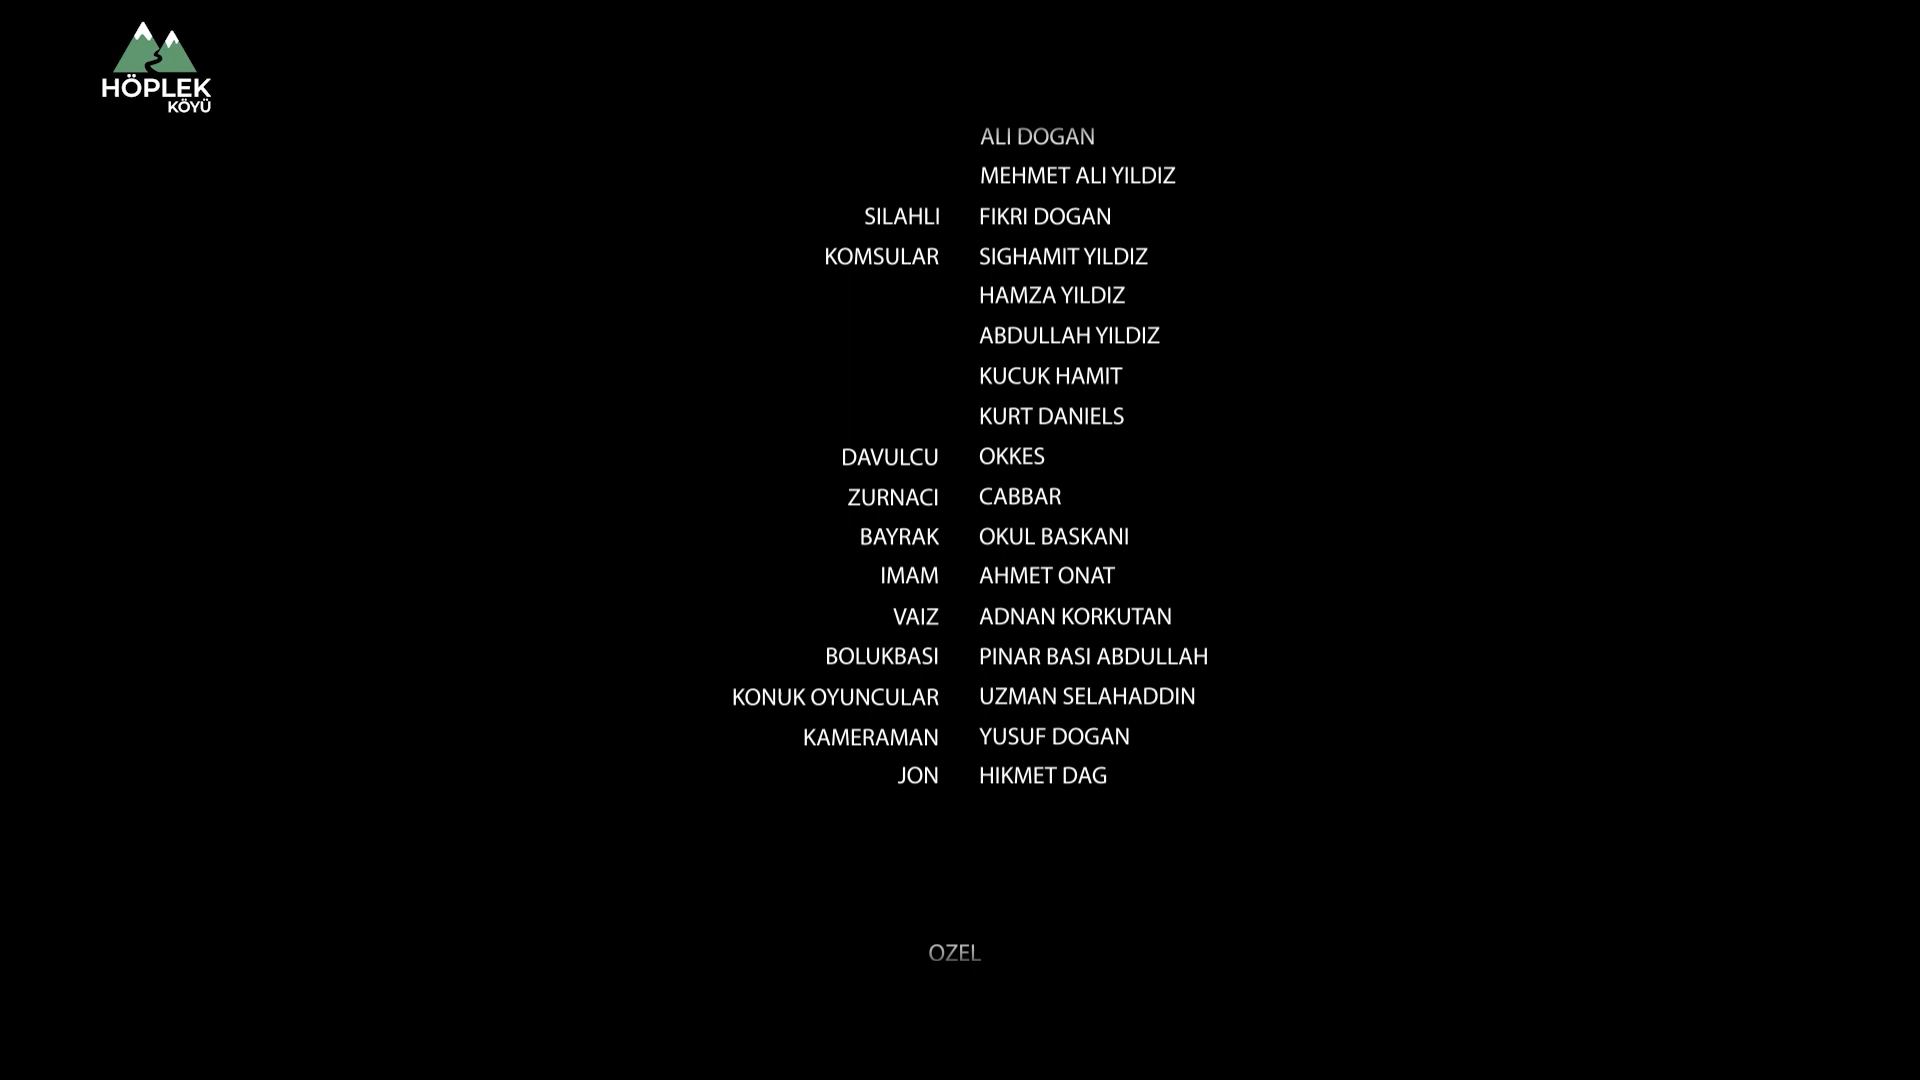 HÖPLEK
KÖYÜ
ALI DOGAN
MEHMET ALI YILDIZ
SILAHLI FIKRI DOGAN
KOMSULAR SIGHAMIT YILDIZ
HAMZA YILDIZ
ABDULLAH YILDIZ
KUCUK HAMIT
KURT DANIELS
DAVULCU OKKES
ZURNACI CABBAR
BAYRAK OKUL BASKANI
IMAM AHMET ONAT
VAIZ ADNAN KORKUTAN
BOLUKBASI PINAR BASI ABDULLAH
KONUK OYUNCULAR UZMAN SELAHADDIN
KAMERAMAN YUSUF DOGAN
JON HIKMET DAG
OZEL